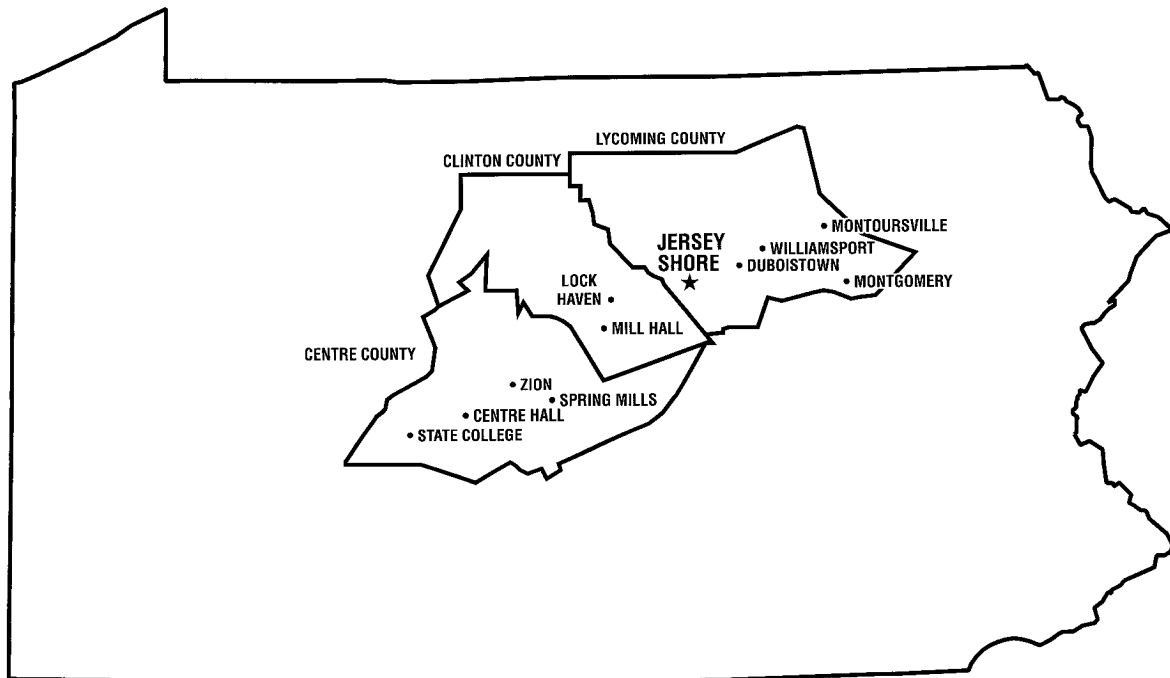 LYCOMING COUNTY
CLINTON COUNTY
MONTOURSVILLE
JERSEY
SHORE
WILLIAMSPORT
DUBOISTOWN
MONTGOMERY
LOCK
HAVEN
MILL HALL
CENTRE COUNTY
ZION
SPRING MILLS
CENTRE HALL
STATE COLLEGE